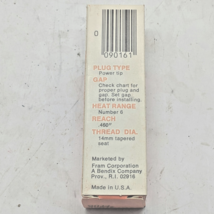 0
090161
PLUG TYPE
Power tip
GAP
Check chart for
proper plug and
gap. Set gap
before installing.
HEAT RANGE
Number 6
REACH
.460"
THREAD DIA.
14mm tapered
seat
Marketed by
Fram Corporation
A Bendix Company
Prov., R.I. 02916
Made in U.S.A.